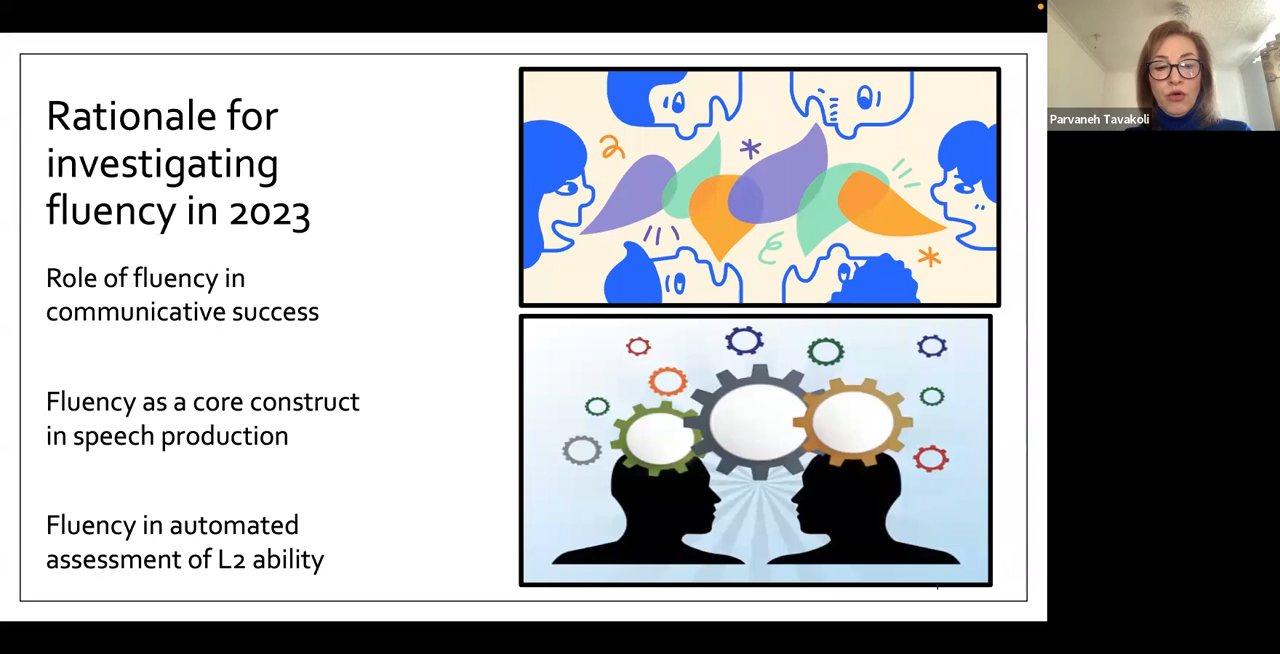 Rationale for
investigating
fluency in 2023
Role of fluency in
communicative success
Fluency as a core construct
in speech production
Fluency in automated
assessment of L2 ability
Parvaneh Tavakoli